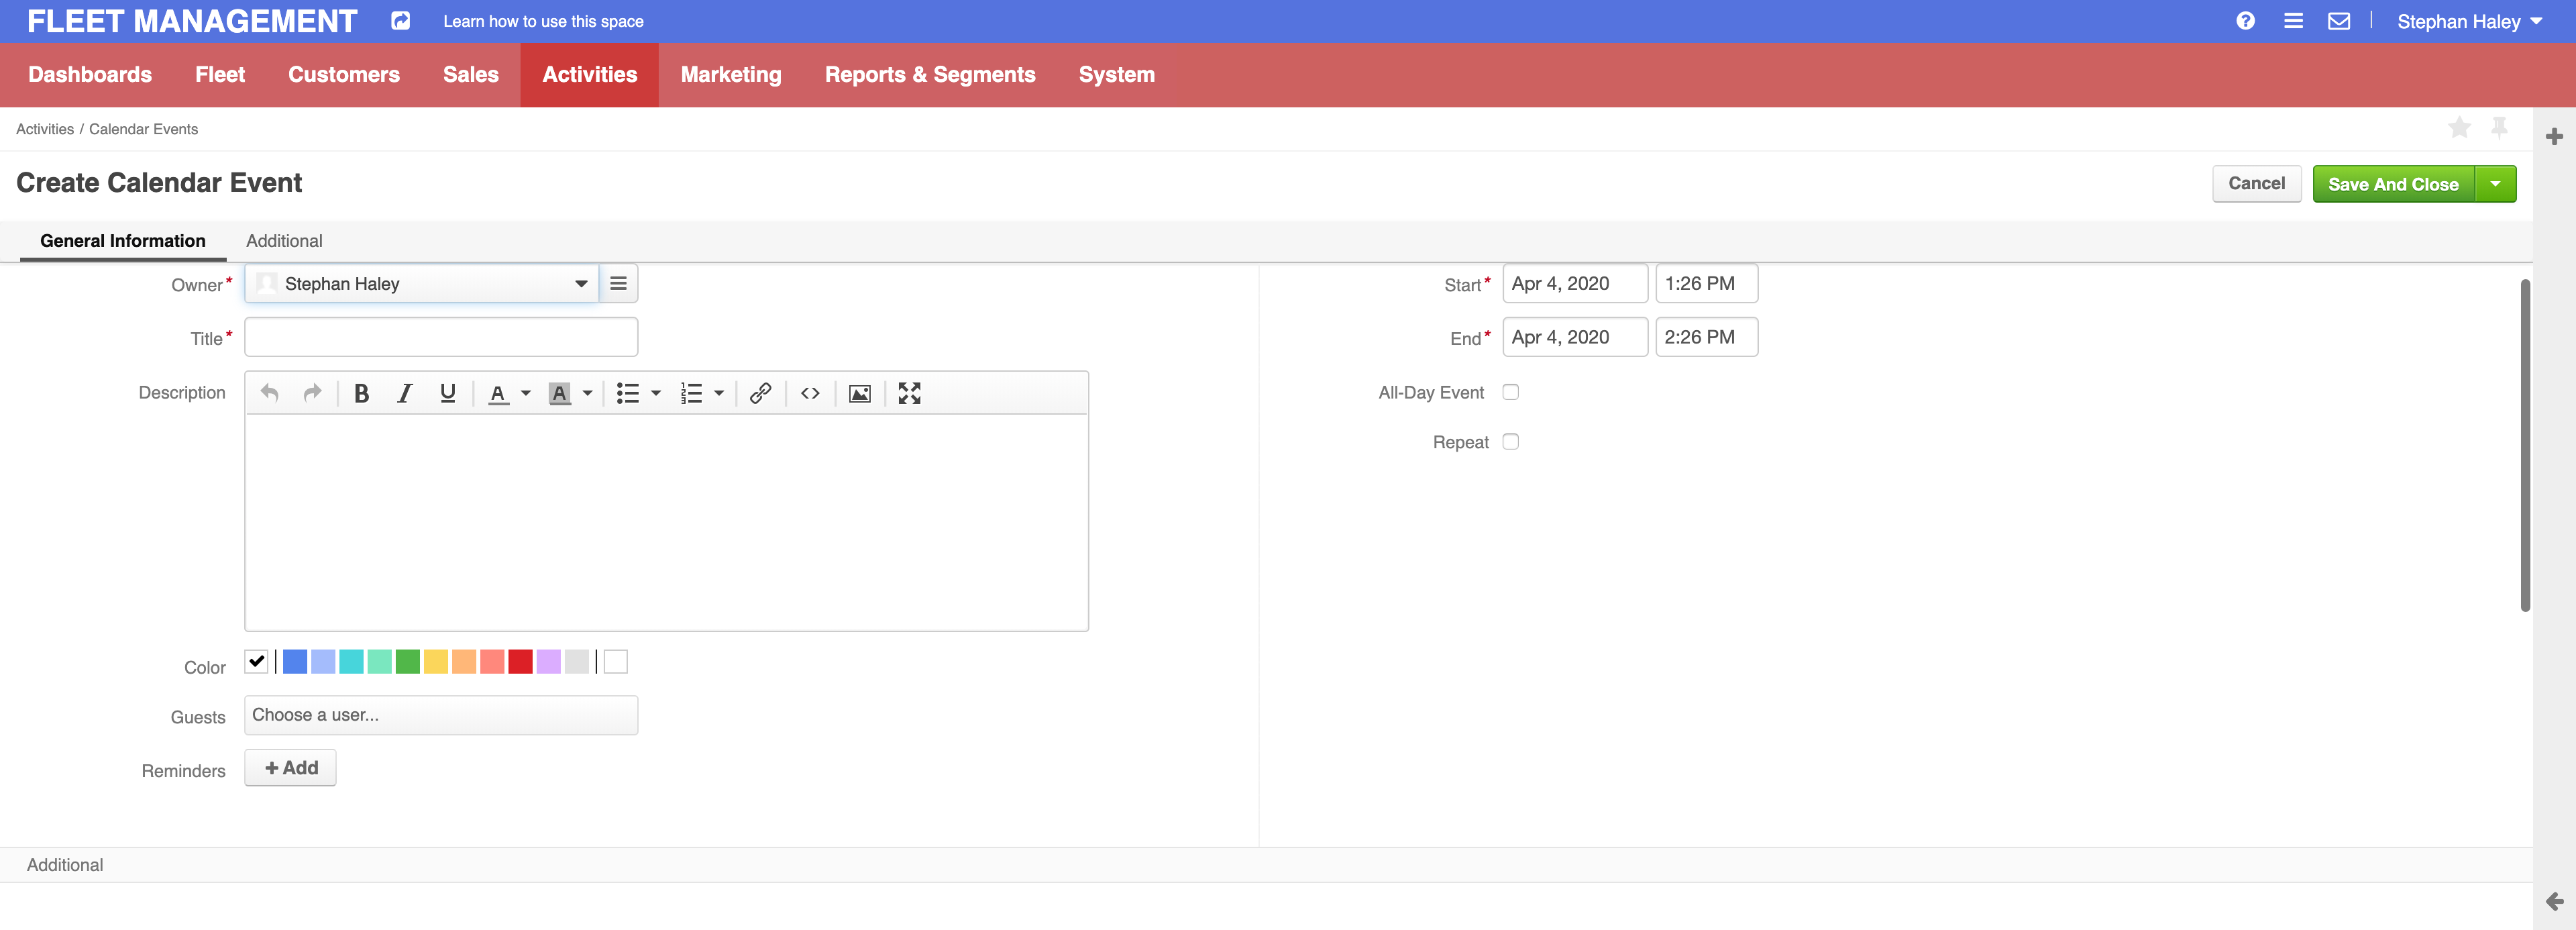 FLEET MANAGEMENT Learn how to use this space Stephan Haley
Dashboards Fleet Customers Sales Activities Marketing Reports & Segments System
Activities / Calendar Events
Create Calendar Event Cancel Save And Close
General Information Additional
Owner* Stephan Haley
Title*
Description
Color
Guests Choose a user...
Reminders + Add
Start* Apr 4, 2020 1:26 PM
End* Apr 4, 2020 2:26 PM
All-Day Event
Repeat
Additional